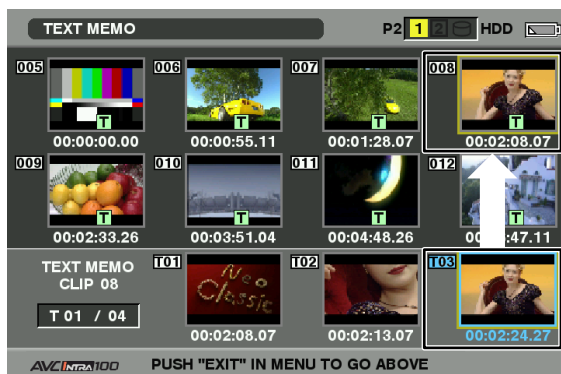 TEXT MEMO P2 1 2 HDD
005 006 007 008
T T T T
00:00:00.00 00:00:55.11 00:01:28.07 00:02:08.07
009 010 011 012
T T T T
00:02:33.26 00:03:51.04 00:04:48.26 :47.11
TEXT MEMO
CLIP 08
T 01 / 04
T01 T02 T03
Neo
Classic
00:02:08.07 00:02:13.07 00:02:24.27
AVC INTRA 100 PUSH "EXIT" IN MENU TO GO ABOVE